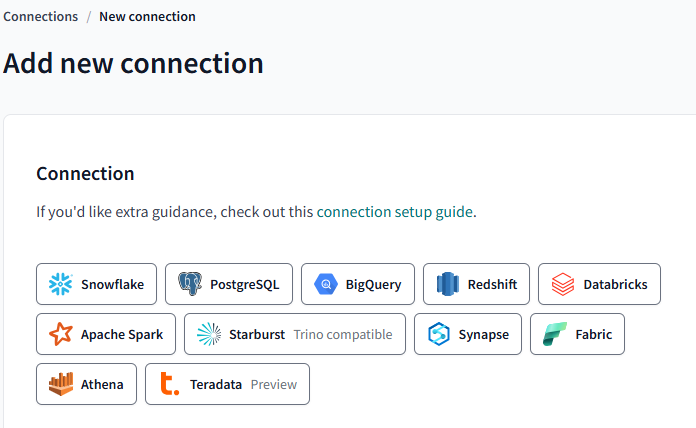 Connections / New connection
Add new connection
Connection
If you'd like extra guidance, check out this connection setup guide.
Snowflake PostgreSQL BigQuery Redshift Databricks
Apache Spark Starburst Trino compatible Synapse Fabric
Athena t. Teradata Preview